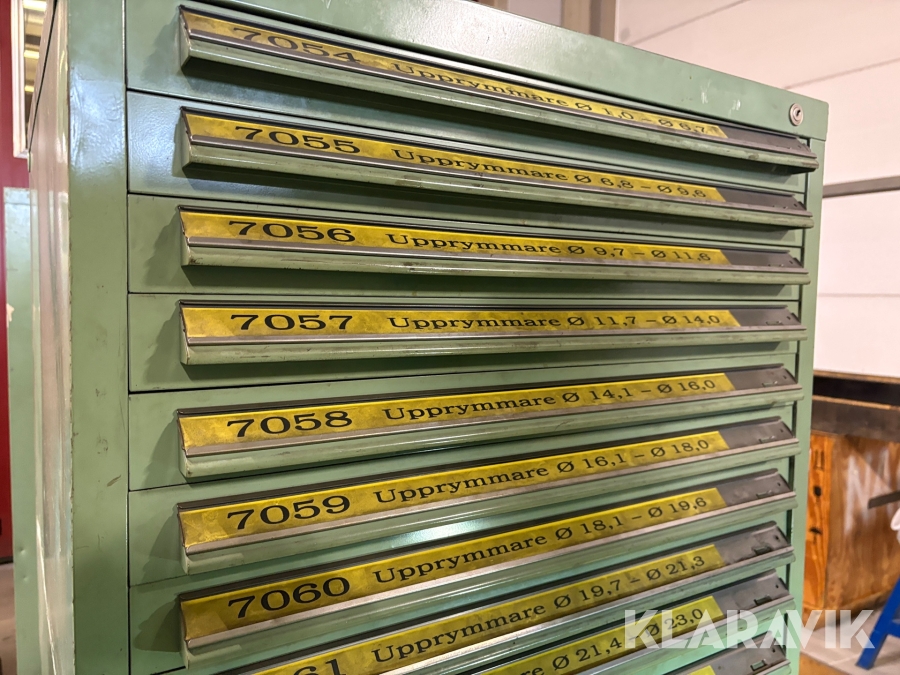 7054 Upprymmare Ø 1,0 - Ø 6,7
7055 Upprymmare Ø 6,8 - Ø 9,6
7056 Upprymmare Ø 9,7 - Ø 11,6
7057 Upprymmare Ø 11,7 - Ø 14,0
7058 Upprymmare Ø 14,1 - Ø 16,0
7059 Upprymmare Ø 16,1 - Ø 18,0
7060 Upprymmare Ø 18,1 - Ø 19,6
61 Upprymmare Ø 19,7 - Ø 21,3
Ø 21,4 - Ø 23,0
KLARAVIK